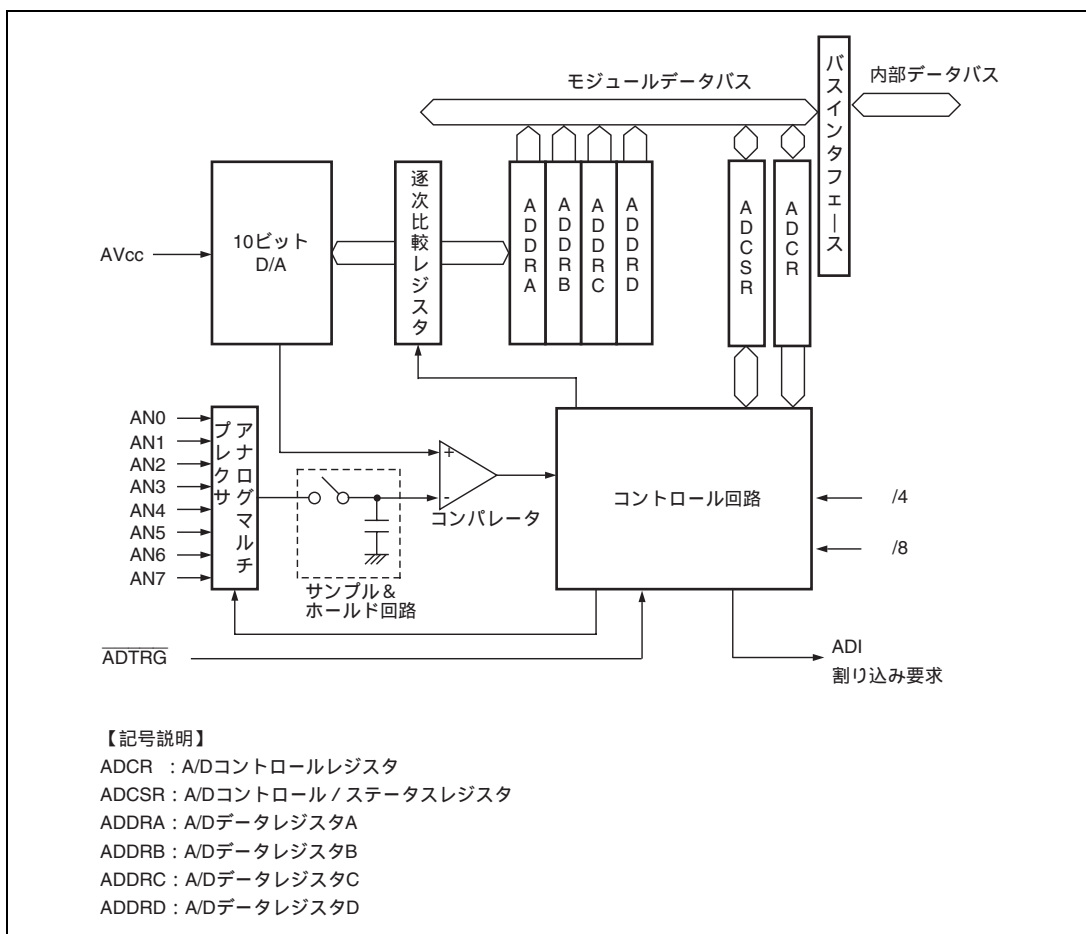 モジュールデータバス
バスインタフェース
内部データバス
AVcc
10ビット
D/A
逐次比較レジスタ
ADDRA
ADDRB
ADDRC
ADDRD
ADCSR
ADCR
AN0
AN1
AN2
AN3
AN4
AN5
AN6
AN7
アナログマルチ
プレクサ
+
-
コンパレータ
サンプル&
ホールド回路
コントロール回路
/4
/8
ADTRG
ADI
割り込み要求
【記号説明】
ADCR : A/Dコントロールレジスタ
ADCSR : A/Dコントロール / ステータスレジスタ
ADDRA : A/DデータレジスタA
ADDRB : A/DデータレジスタB
ADDRC : A/DデータレジスタC
ADDRD : A/DデータレジスタD